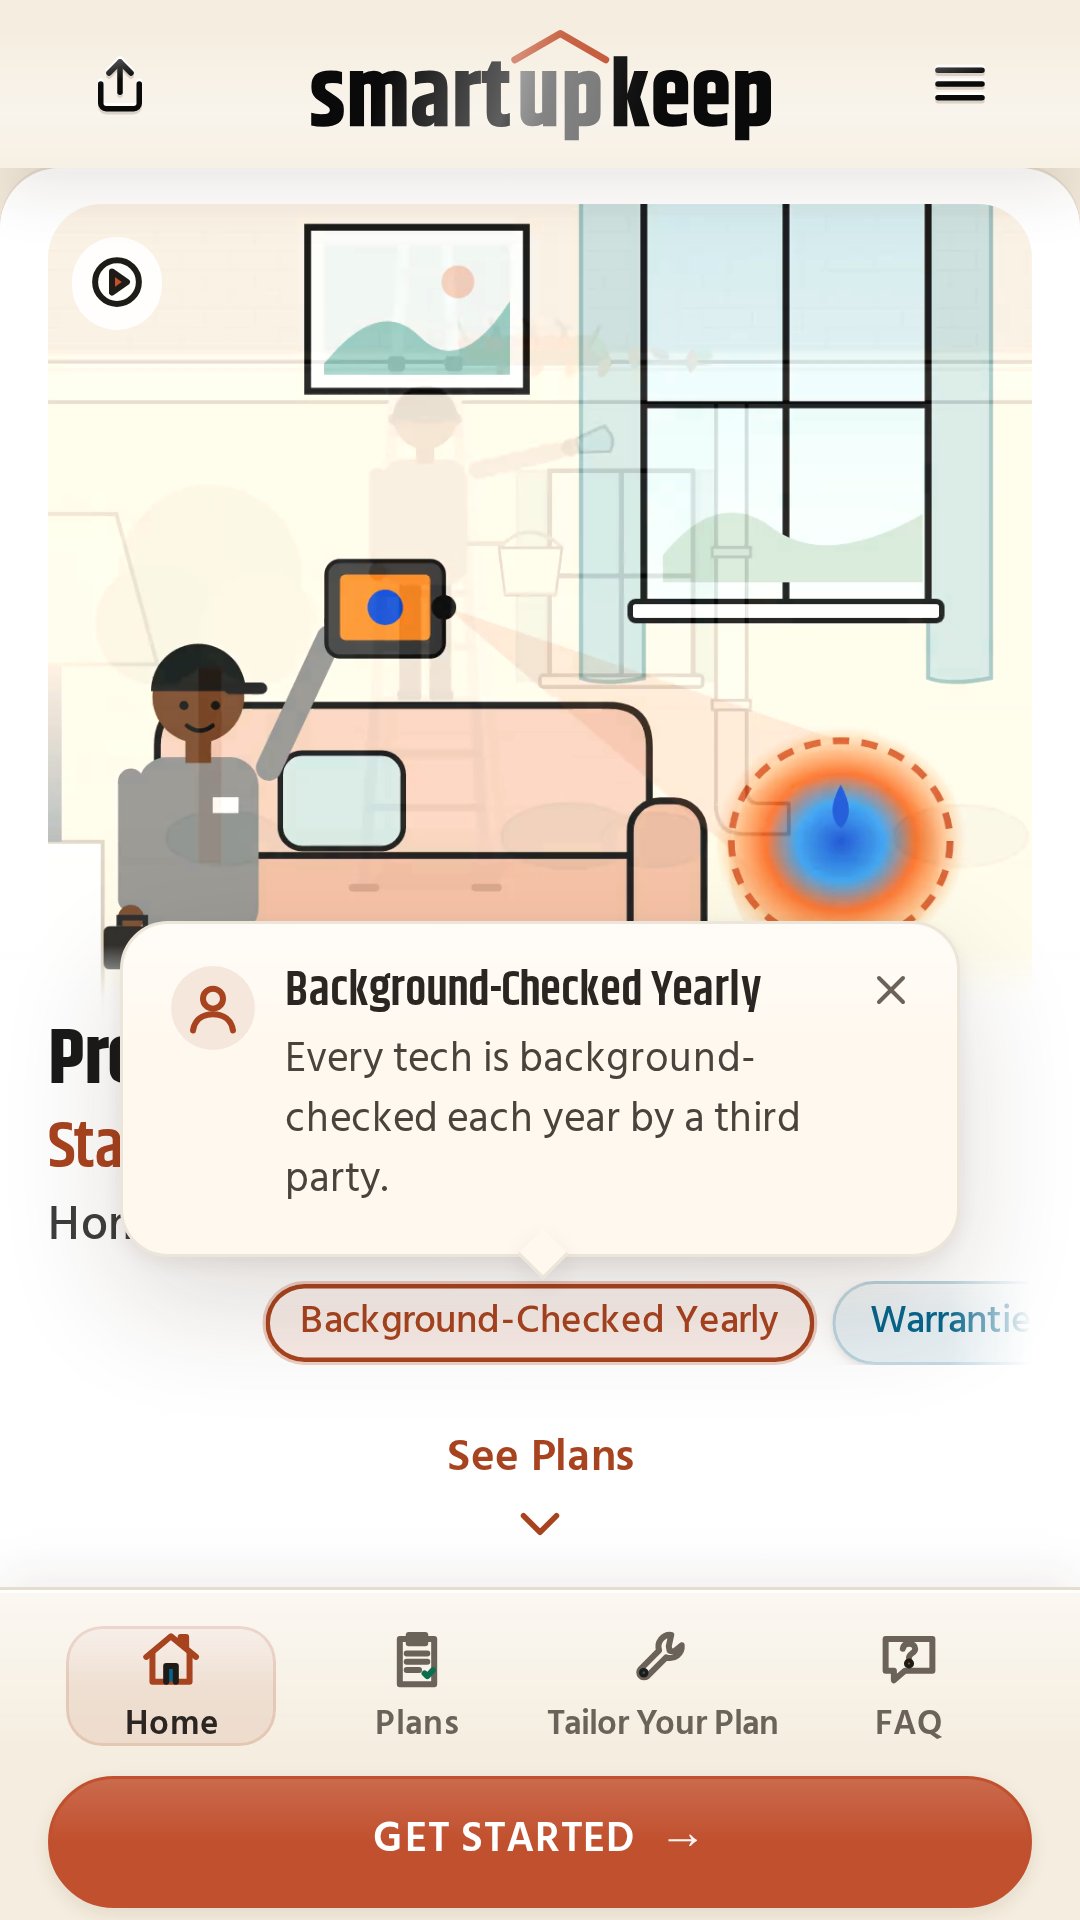 smartupkeep
Background-Checked Yearly
Every tech is background-
checked each year by a third
party.
Background-Checked Yearly
See Plans
Home
Plans
Tailor Your Plan
FAQ
GET STARTED →